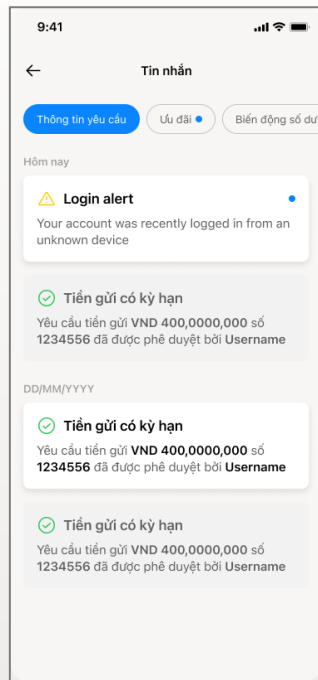 9:41
Tin nhắn
Thông tin yêu cầu
Ưu đãi
Biến động số dư
Hôm nay
Login alert
Your account was recently logged in from an
unknown device
Tiền gửi có kỳ hạn
Yêu cầu tiền gửi VND 400,0000,000 số
1234556 đã được phê duyệt bởi Username
DD/MM/YYYY
Tiền gửi có kỳ hạn
Yêu cầu tiền gửi VND 400,0000,000 số
1234556 đã được phê duyệt bởi Username
Tiền gửi có kỳ hạn
Yêu cầu tiền gửi VND 400,0000,000 số
1234556 đã được phê duyệt bởi Username